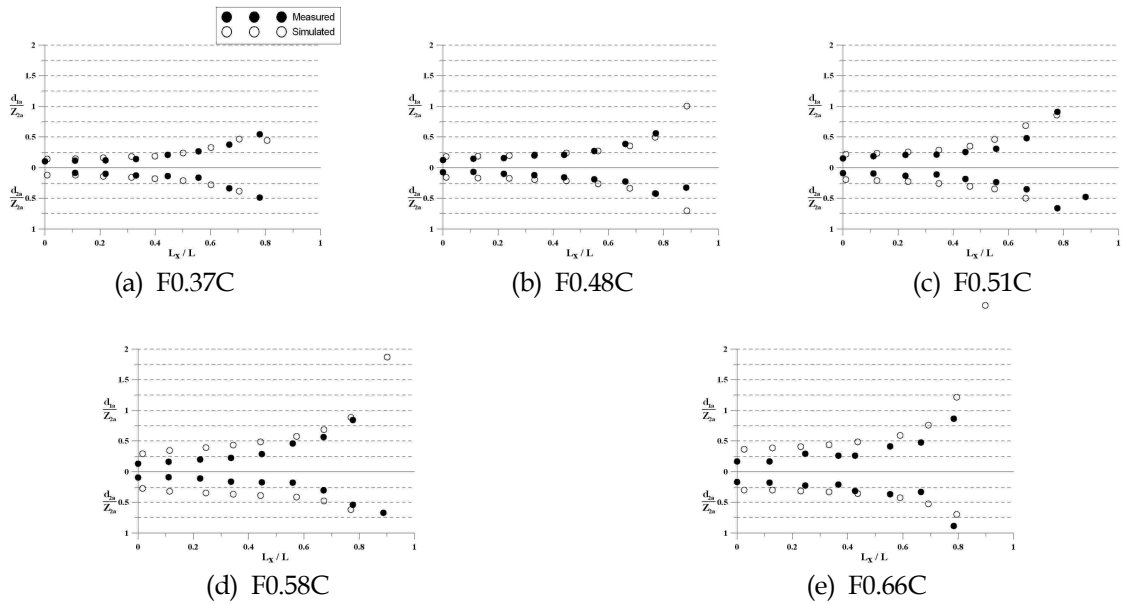 Measured
Simulated
2
1.5
d1a
Z2a
1
0.5
0
d2a
Z2a
0.5
1
0 0.2 0.4 0.6 0.8 1
Lx / L
(a) F0.37C
2
1.5
d1a
Z2a
1
0.5
0
d2a
Z2a
0.5
1
0 0.2 0.4 0.6 0.8 1
Lx / L
(b) F0.48C
2
1.5
d1a
Z2a
1
0.5
0
d2a
Z2a
0.5
1
0 0.2 0.4 0.6 0.8 1
Lx / L
(c) F0.51C
2
1.5
d1a
Z2a
1
0.5
0
d2a
Z2a
0.5
1
0 0.2 0.4 0.6 0.8 1
Lx / L
(d) F0.58C
2
1.5
d1a
Z2a
1
0.5
0
d2a
Z2a
0.5
1
0 0.2 0.4 0.6 0.8 1
Lx / L
(e) F0.66C